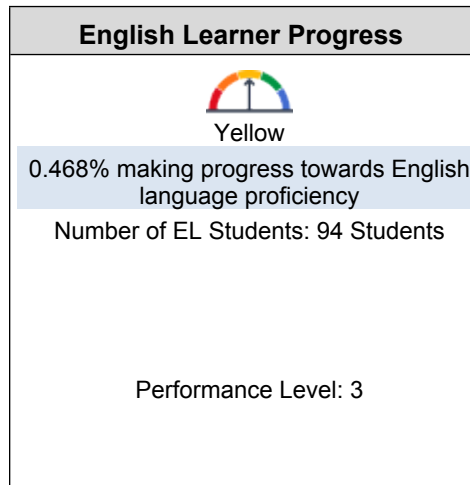 English Learner Progress
Yellow
0.468% making progress towards English
language proficiency
Number of EL Students: 94 Students
Performance Level: 3